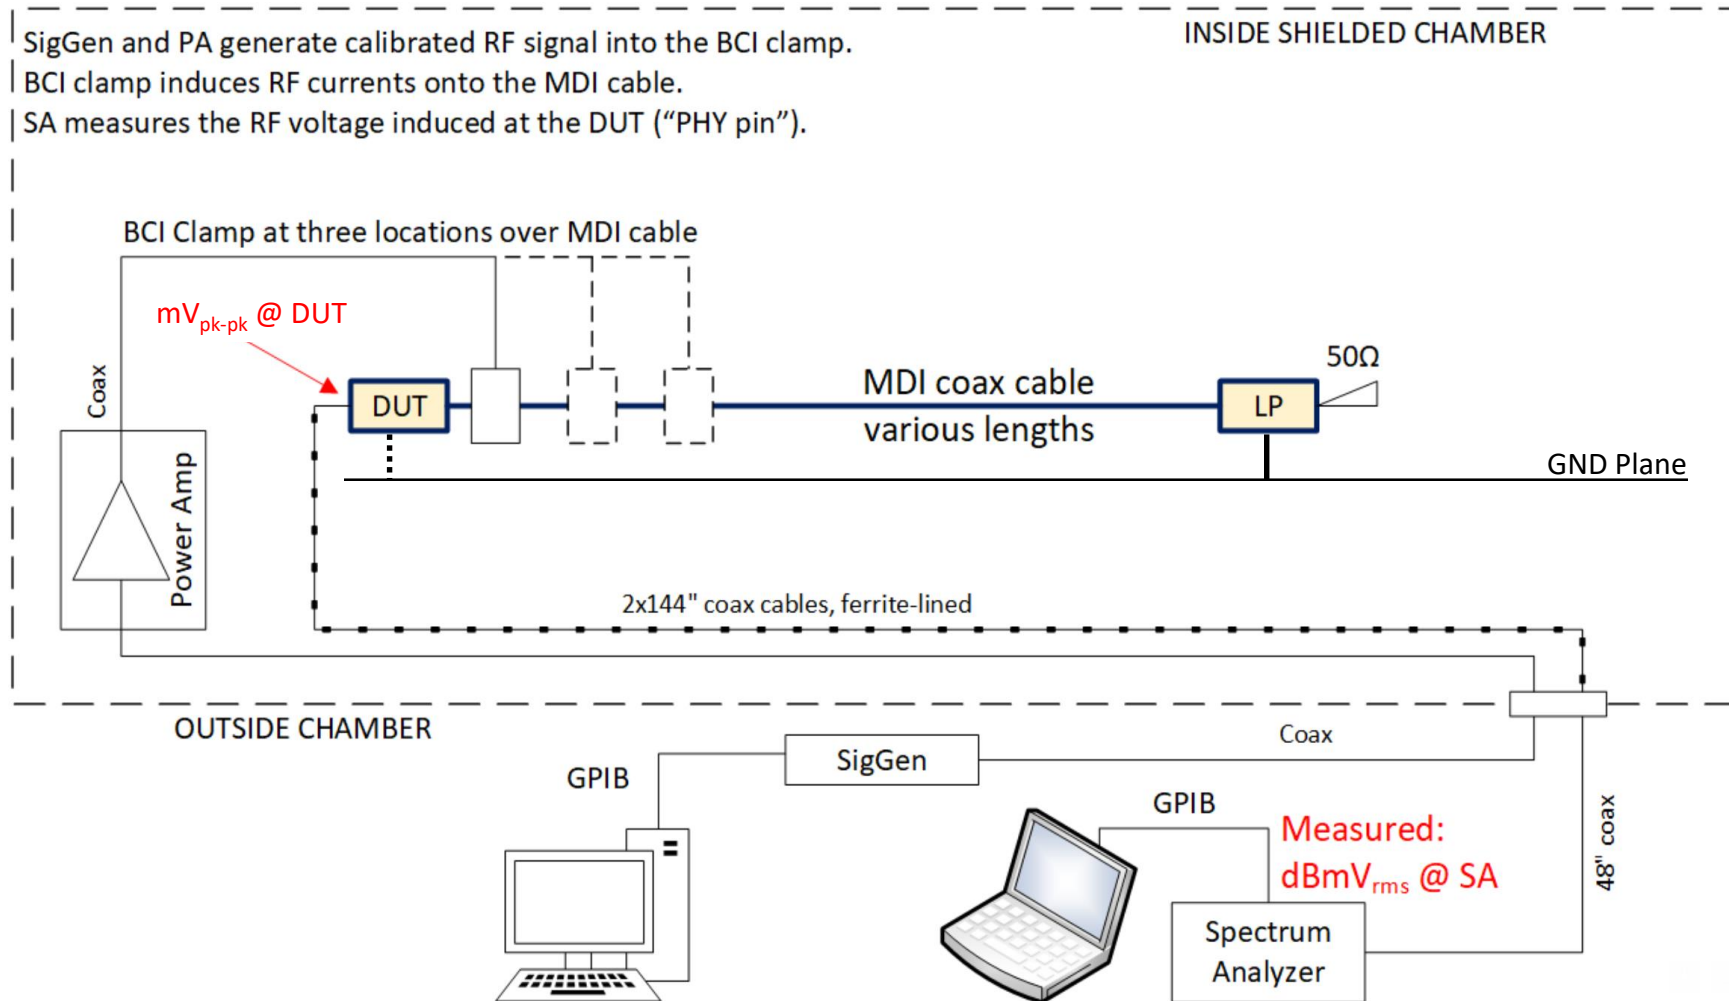 INSIDE SHIELDED CHAMBER
SigGen and PA generate calibrated RF signal into the BCI clamp.
BCI clamp induces RF currents onto the MDI cable.
SA measures the RF voltage induced at the DUT (“PHY pin”).
BCI Clamp at three locations over MDI cable
mVpk-pk @ DUT
Coax
Power Amp
DUT
MDI coax cable
various lengths
LP
50Ω
GND Plane
2x144" coax cables, ferrite-lined
OUTSIDE CHAMBER
Coax
SigGen
GPIB
GPIB
Measured:
dBmVrms @ SA
48" coax
Spectrum
Analyzer